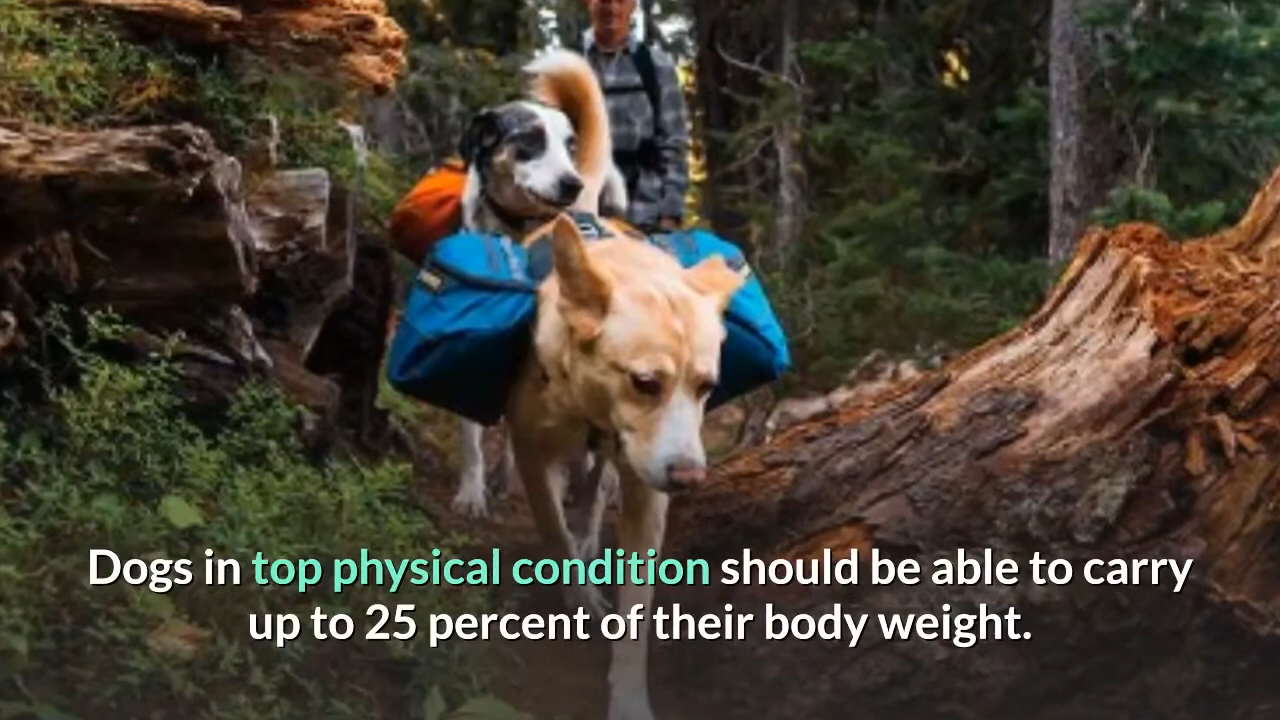 Dogs in top physical condition should be able to carry
up to 25 percent of their body weight.